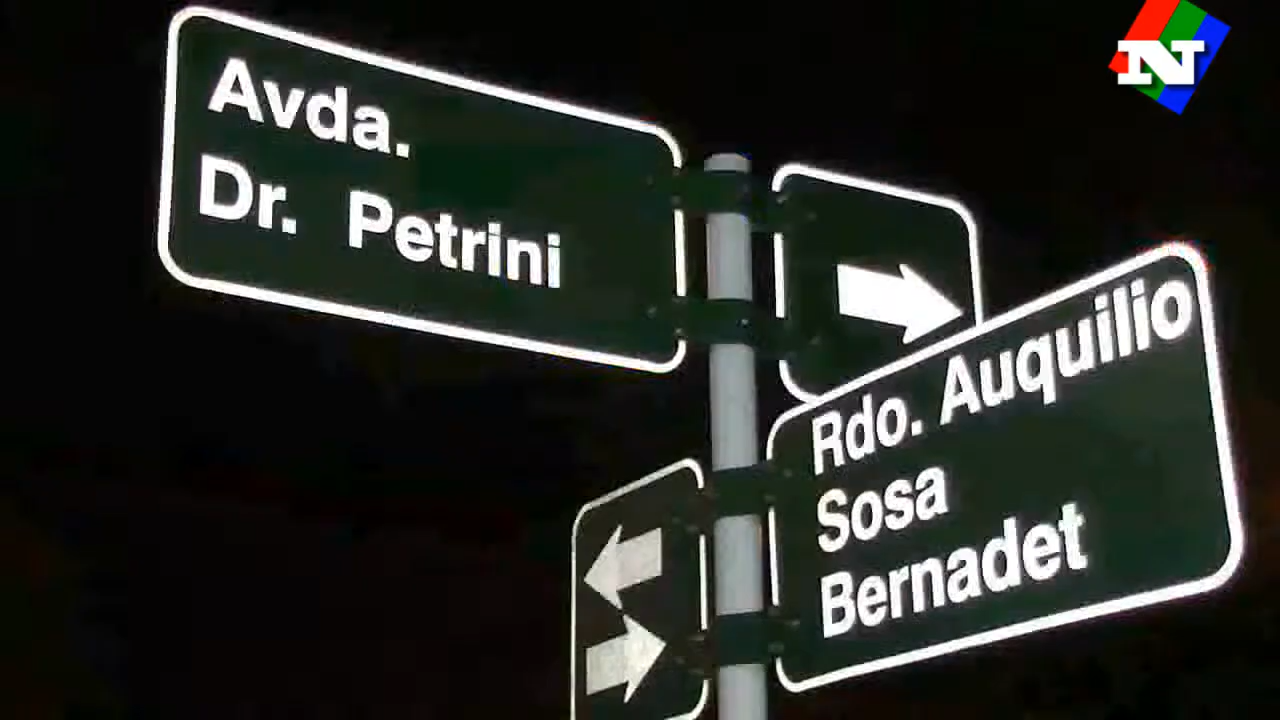 Avda.
Dr. Petrini
Rdo. Auquilio
Sosa
Bernadet
N